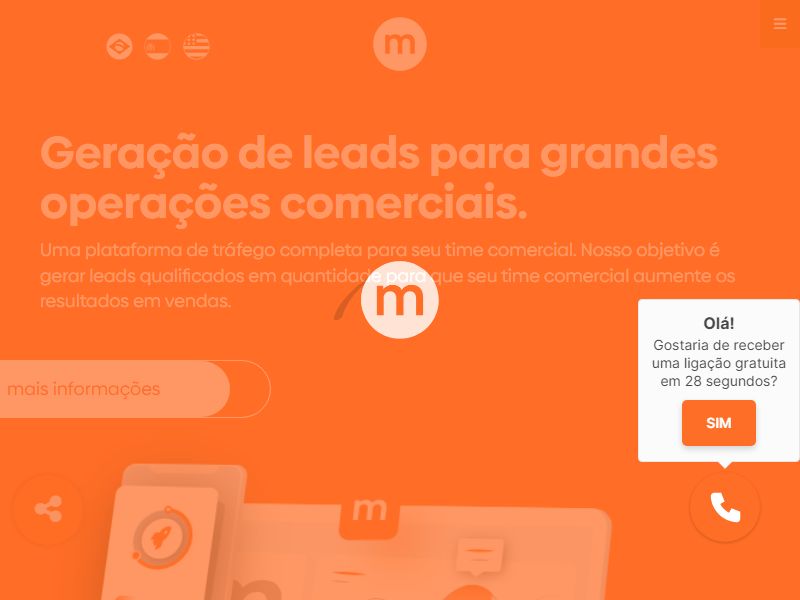 m
Geração de leads para grandes
operações comerciais.
Uma plataforma de tráfego completa para seu time comercial. Nosso objetivo é
gerar leads qualificados em quantidade para que seu time comercial aumente os
resultados em vendas.
m
Olá!
Gostaria de receber
uma ligação gratuita
em 28 segundos?
SIM
mais informações
m
m